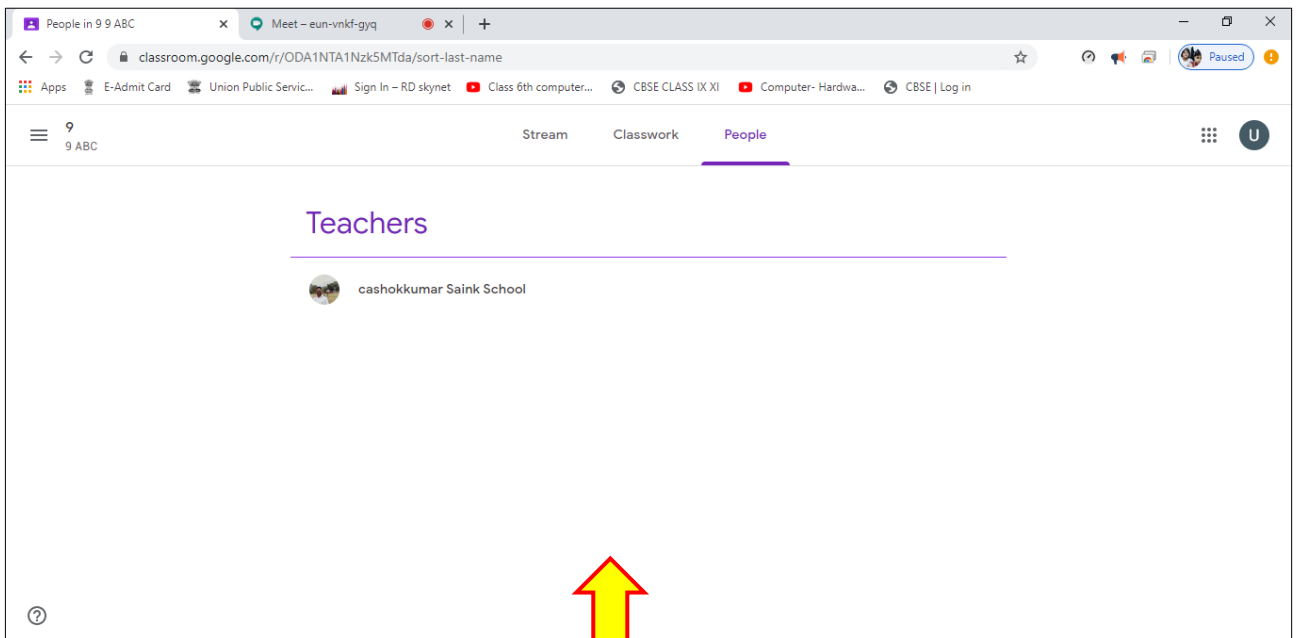 People in 9 9 ABC
Meet – eun-vnkf-gyq
classroom.google.com/r/ODA1NTA1Nzk5MTda/sort-last-name
Paused
Apps E-Admit Card Union Public Servic... Sign In – RD skynet Class 6th computer... CBSE CLASS IX XI Computer- Hardwa... CBSE | Log in
9
9 ABC
Stream Classwork People
U
Teachers
cashokkumar Saink School